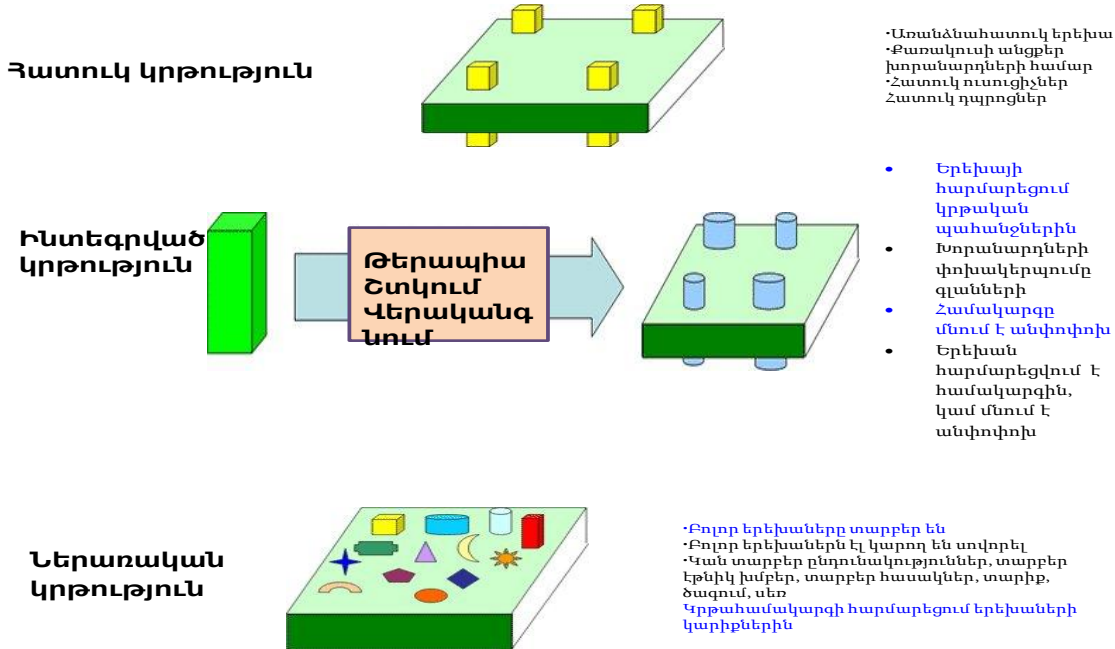 Հատուկ կրթություն
•Առանձնահատուկ երեխա
•Քառակուսի անցքեր
խորանարդների համար
•Հատուկ ուսուցիչներ
Հատուկ դպրոցներ
Ինտեգրված
կրթություն
Թերապիա
Շտկում
Վերականգ
նում
• Երեխայի
հարմարեցում
կրթական
պահանջներին
• Խորանարդների
փոխակերպումը
գլանների
• Համակարգը
մնում է անփոփոխ
• Երեխան
հարմարեցվում է
համակարգին,
կամ մնում է
անփոփոխ
Ներառական
կրթություն
•Բոլոր երեխաները տարբեր են
•Բոլոր երեխաներն էլ կարող են սովորել
•Կան տարբեր ընդունակություններ, տարբեր
էթնիկ խմբեր, տարբեր հասակներ, տարիք,
ծագում, սեռ
Կրթահամակարգի հարմարեցում երեխաների
կարիքներին